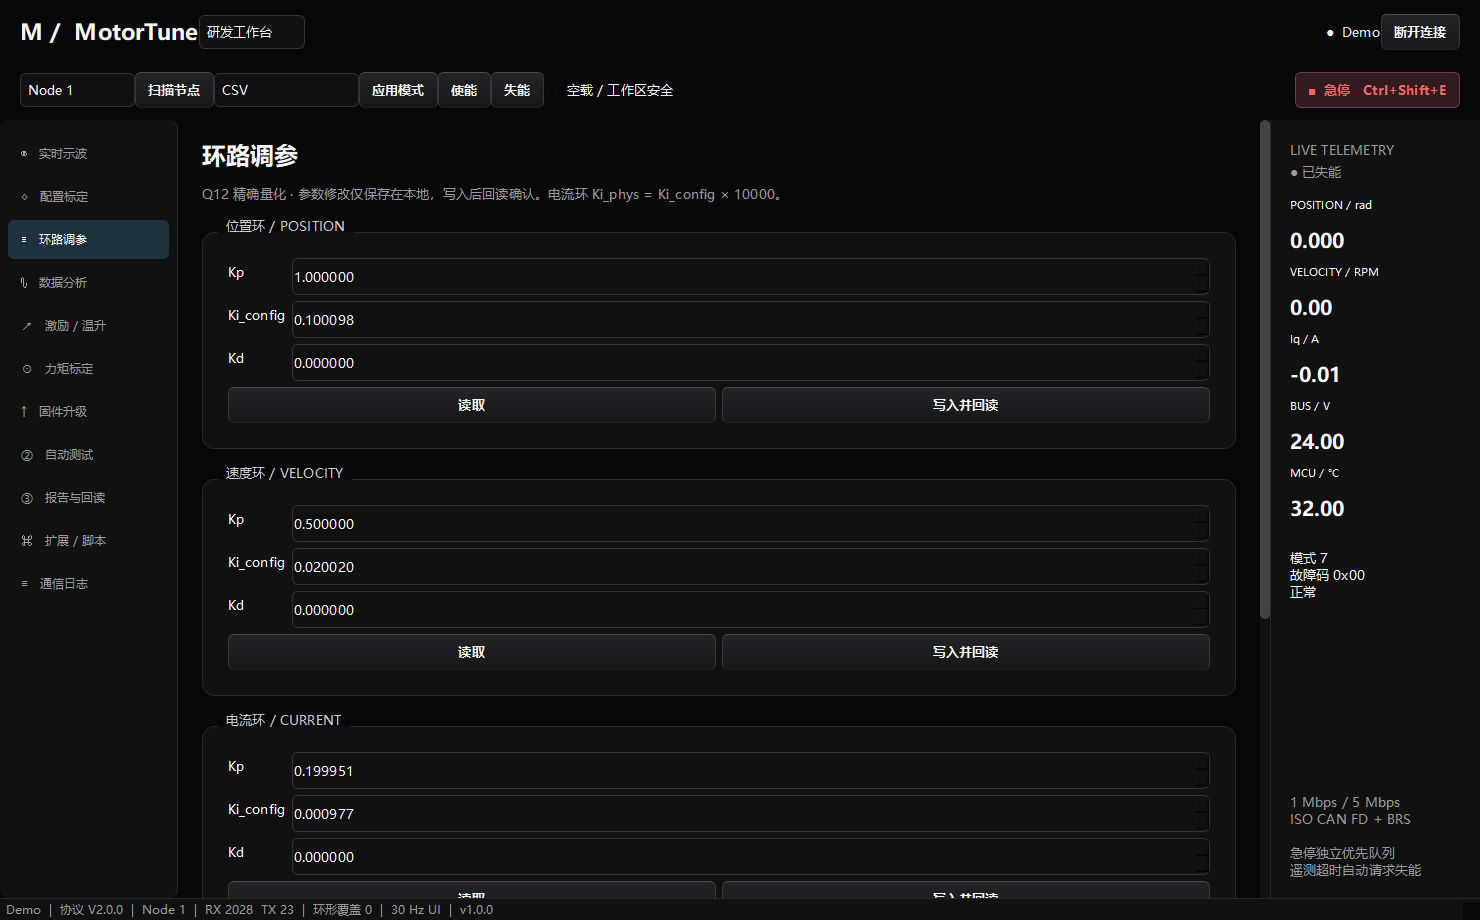 M / MotorTune 研发工作台 ● Demo 断开连接
Node 1 扫描节点 CSV 应用模式 使能 失能 空载 / 工作区安全 ■ 急停 Ctrl+Shift+E
实时示波
◇ 配置标定
≡ 环路调参
数据分析
↗ 激励 / 温升
⊙ 力矩标定
↑ 固件升级
② 自动测试
③ 报告与回读
⌘ 扩展 / 脚本
≡ 通信日志
环路调参
Q12 精确量化 · 参数修改仅保存在本地，写入后回读确认。电流环 Ki_phys = Ki_config × 10000。
位置环 / POSITION
Kp 1.000000
Ki_config 0.100098
Kd 0.000000
读取 写入并回读
速度环 / VELOCITY
Kp 0.500000
Ki_config 0.020020
Kd 0.000000
读取 写入并回读
电流环 / CURRENT
Kp 0.199951
Ki_config 0.000977
Kd 0.000000
读取 写入并回读
LIVE TELEMETRY
● 已失能
POSITION / rad
0.000
VELOCITY / RPM
0.00
Iq / A
-0.01
BUS / V
24.00
MCU / °C
32.00
模式 7
故障码 0x00
正常
1 Mbps / 5 Mbps
ISO CAN FD + BRS
急停独立优先队列
遥测超时自动请求失能
Demo | 协议 V2.0.0 | Node 1 | RX 2028 TX 23 | 环形覆盖 0 | 30 Hz UI | v1.0.0